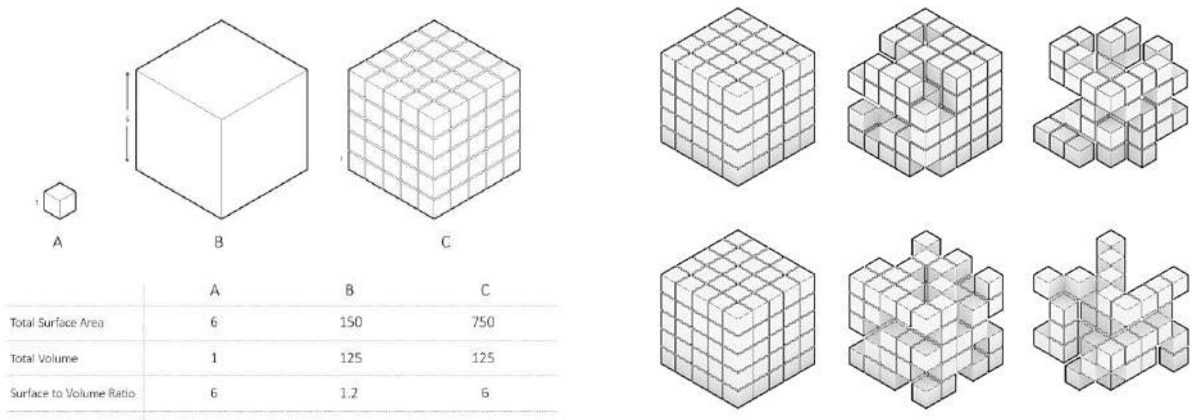 5
1
1
A B C
A B C
Total Surface Area 6 150 750
Total Volume 1 125 125
Surface to Volume Ratio 6 1.2 6